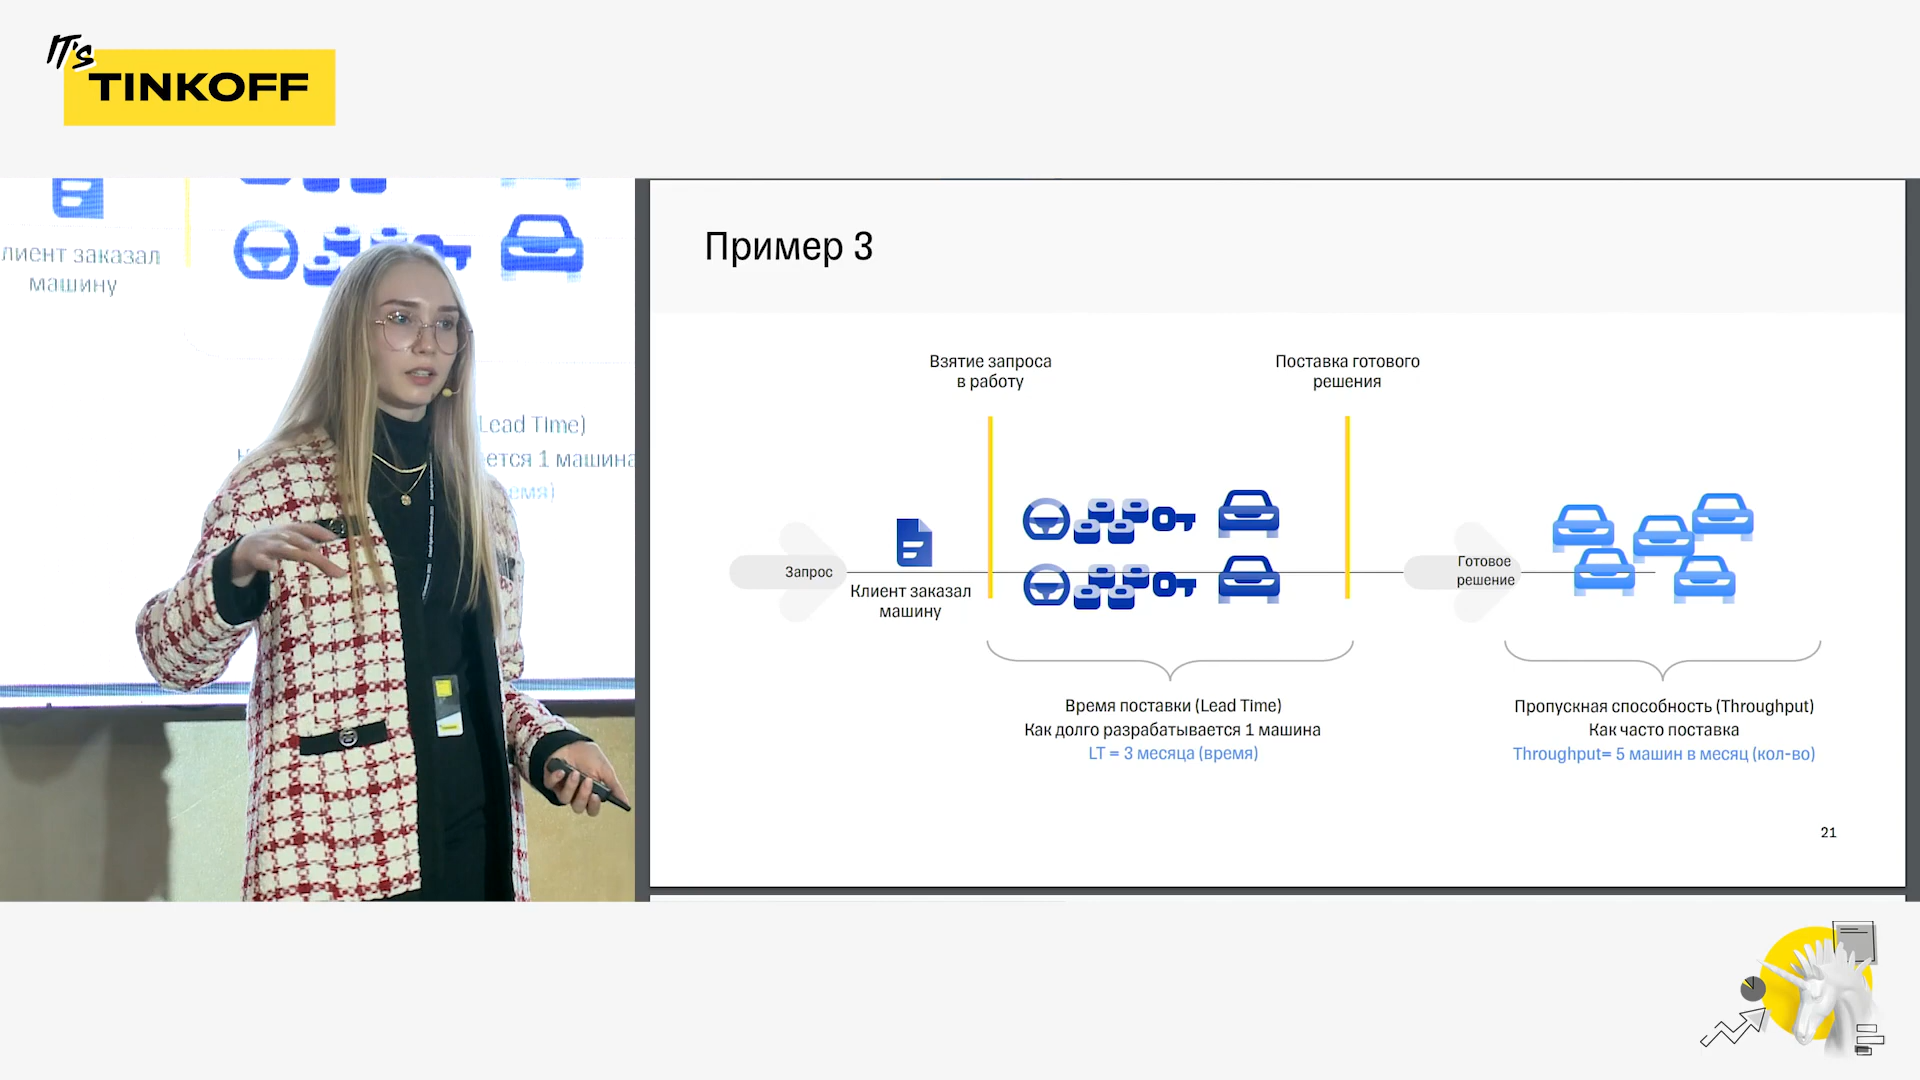 IT's
TINKOFF
лиент заказал
машину
Lead Time)
ется 1 машина
емя)
Пример 3
Взятие запроса
в работу
Поставка готового
решения
Запрос
Клиент заказал
машину
Готовое
решение
Время поставки (Lead Time)
Как долго разрабатывается 1 машина
LT = 3 месяца (время)
Пропускная способность (Throughput)
Как часто поставка
Throughput= 5 машин в месяц (кол-во)
21